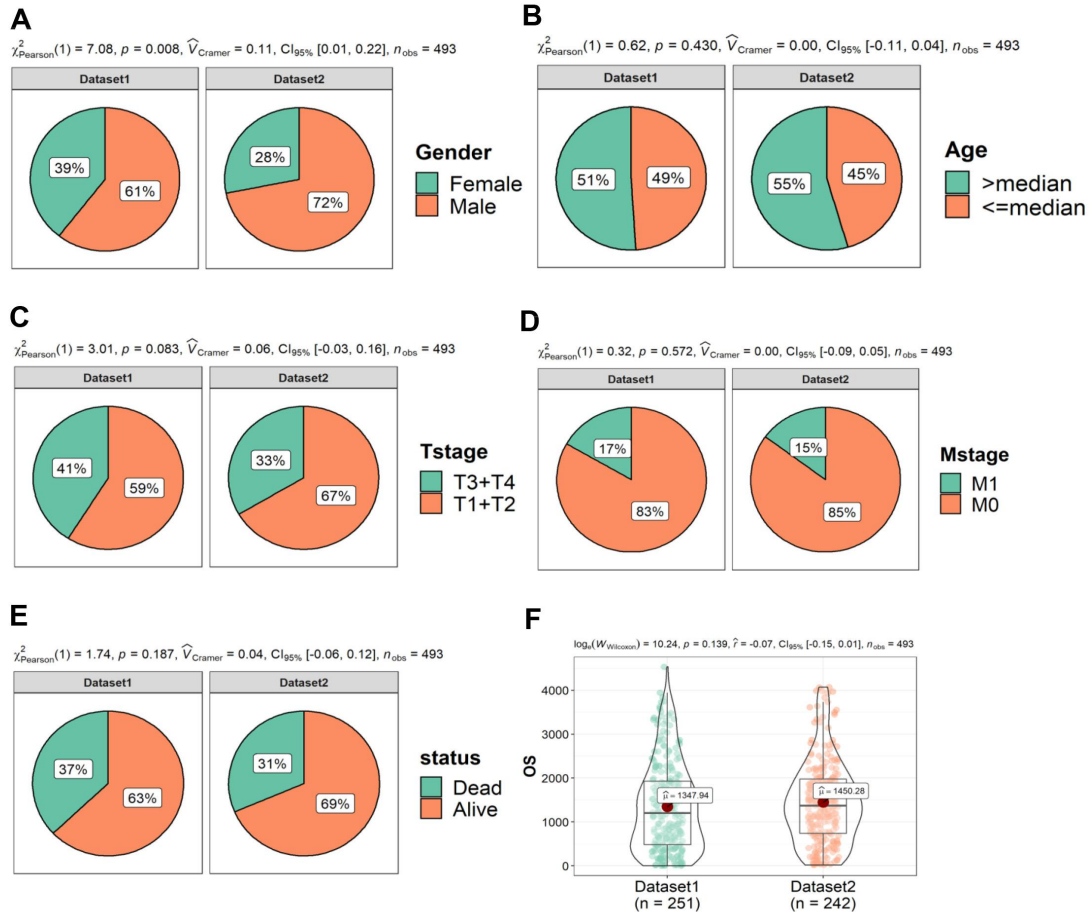 A
χ²Pearson(1) = 7.08, p = 0.008, V̂Cramer = 0.11, CI95% [0.01, 0.22], nobs = 493
Dataset1
Dataset2
39%
61%
28%
72%
Gender
Female
Male
B
χ²Pearson(1) = 0.62, p = 0.430, V̂Cramer = 0.00, CI95% [-0.11, 0.04], nobs = 493
Dataset1
Dataset2
51%
49%
55%
45%
Age
>median
<=median
C
χ²Pearson(1) = 3.01, p = 0.083, V̂Cramer = 0.06, CI95% [-0.03, 0.16], nobs = 493
Dataset1
Dataset2
41%
59%
33%
67%
Tstage
T3+T4
T1+T2
D
χ²Pearson(1) = 0.32, p = 0.572, V̂Cramer = 0.00, CI95% [-0.09, 0.05], nobs = 493
Dataset1
Dataset2
17%
83%
15%
85%
Mstage
M1
M0
E
χ²Pearson(1) = 1.74, p = 0.187, V̂Cramer = 0.04, CI95% [-0.06, 0.12], nobs = 493
Dataset1
Dataset2
37%
63%
31%
69%
status
Dead
Alive
F
loge(WWilcoxon) = 10.24, p = 0.139, r̂ = -0.07, CI95% [-0.15, 0.01], nobs = 493
OS
4000
3000
2000
1000
0
μ̂ = 1347.94
μ̂ = 1450.28
Dataset1
(n = 251)
Dataset2
(n = 242)